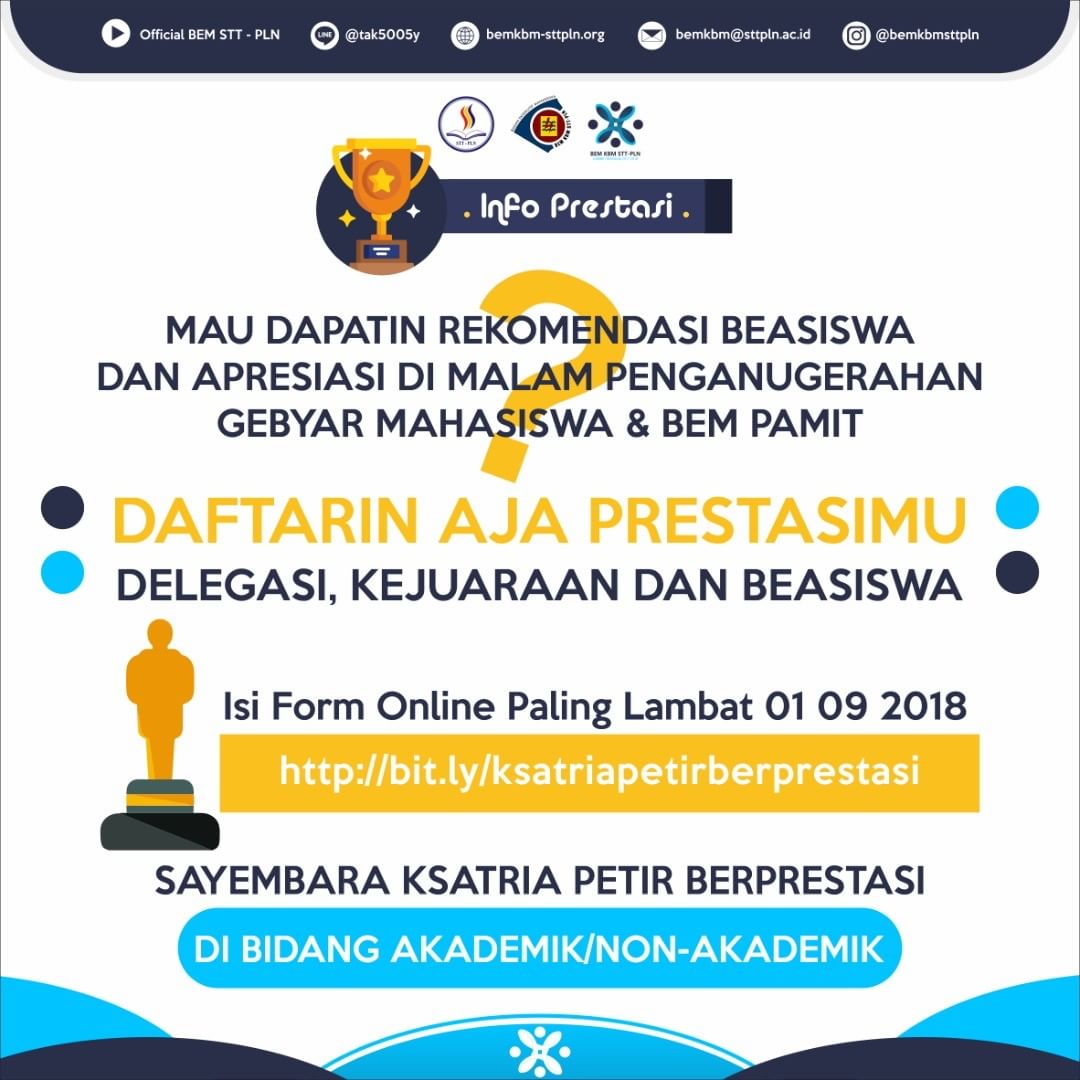 Official BEM STT - PLN
LINE
@tak5005y
bemkbm-sttpln.org
bemkbm@sttpln.ac.id
@bemkbmsttpln
STT - PLN
BEM KBM STT-PLN
. Info Prestasi .
?
MAU DAPATIN REKOMENDASI BEASISWA
DAN APRESIASI DI MALAM PENGANUGERAHAN
GEBYAR MAHASISWA & BEM PAMIT
DAFTARIN AJA PRESTASIMU
DELEGASI, KEJUARAAN DAN BEASISWA
Isi Form Online Paling Lambat 01 09 2018
http://bit.ly/ksatriapetirberprestasi
SAYEMBARA KSATRIA PETIR BERPRESTASI
DI BIDANG AKADEMIK/NON-AKADEMIK